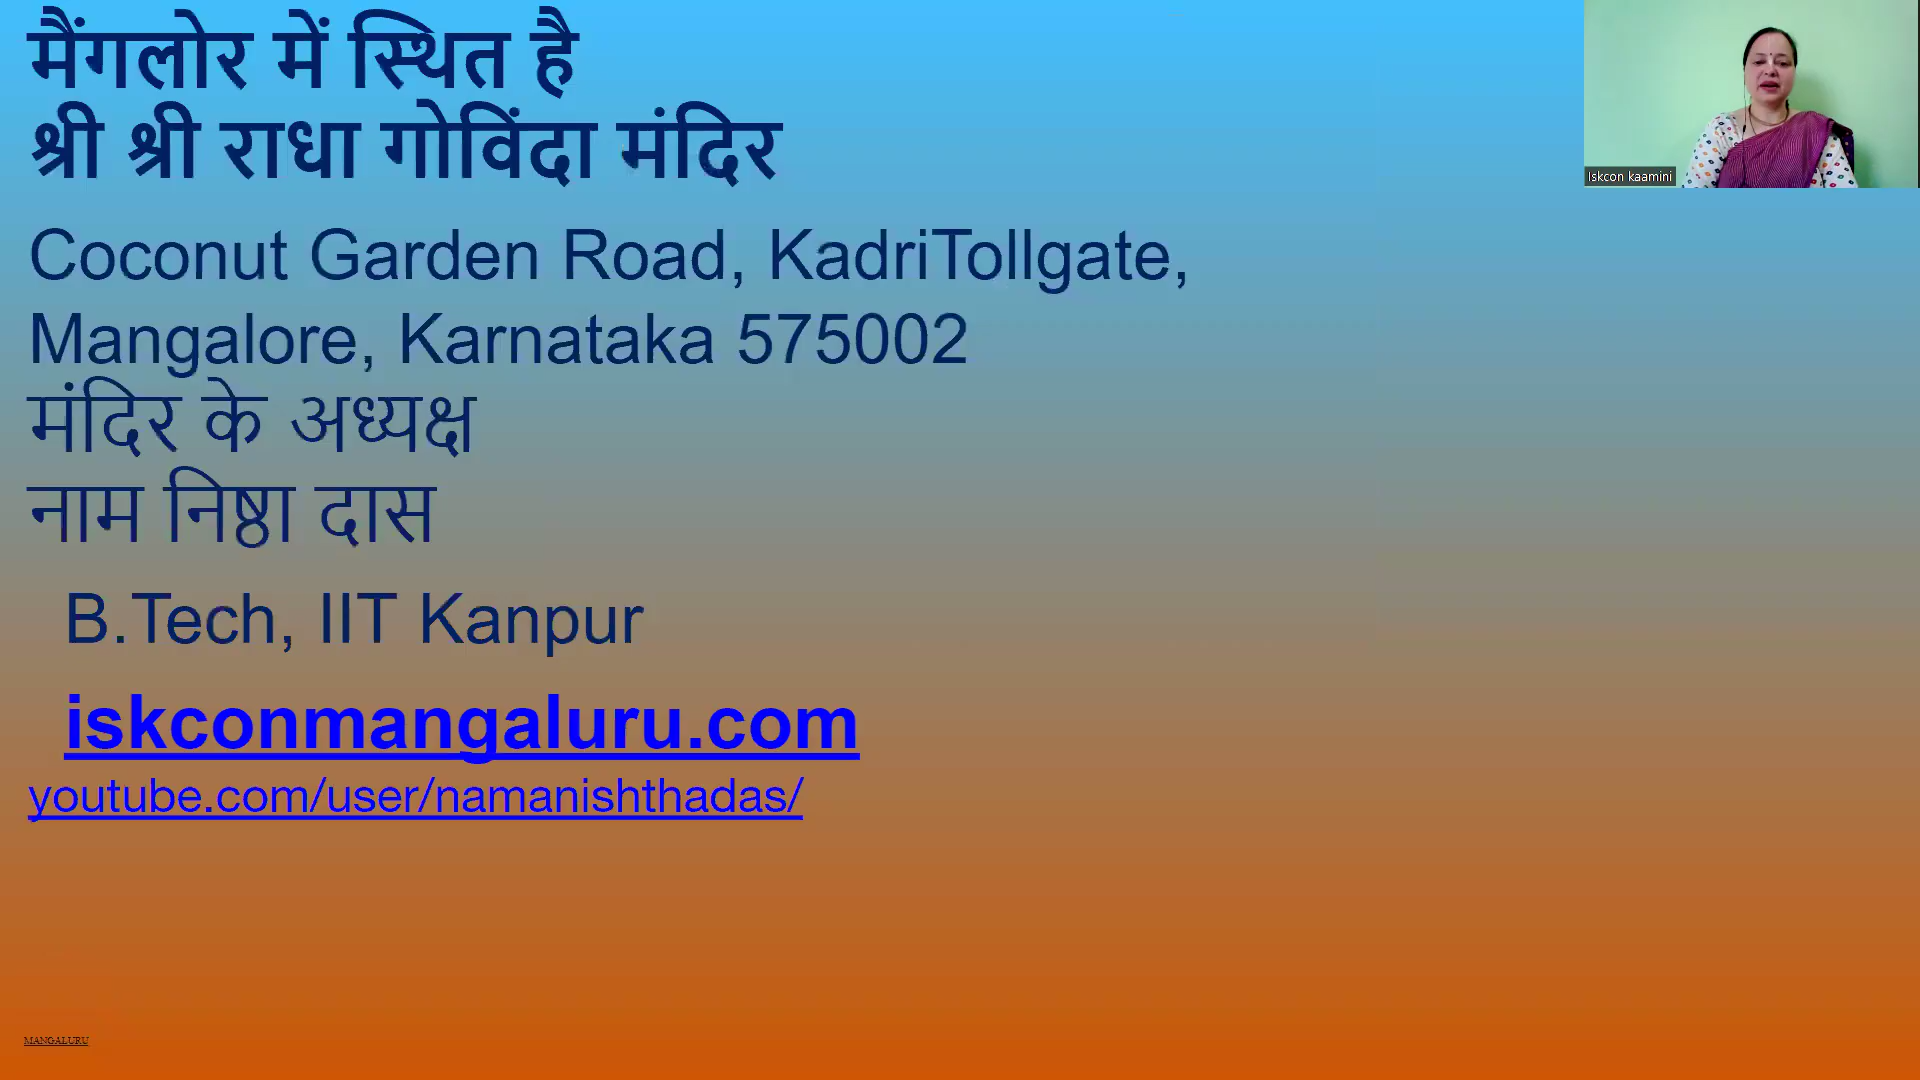 मैंगलोर में स्थित है
श्री श्री राधा गोविंदा मंदिर
Coconut Garden Road, KadriTollgate,
Mangalore, Karnataka 575002
मंदिर के अध्यक्ष
नाम निष्ठा दास
B.Tech, IIT Kanpur
iskconmangaluru.com
youtube.com/user/namanishthadas/
Iskcon kaamini
MANGALURU